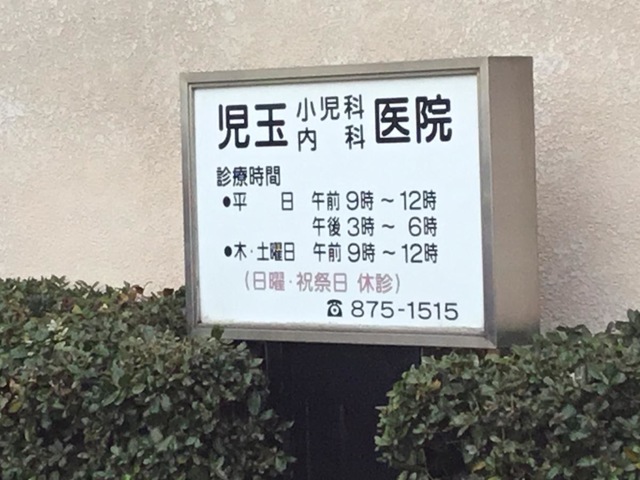 児玉 小児科 内科 医院
診療時間
●平 日 午前 9時 ～ 12時
午後 3時 ～ 6時
●木・土曜日 午前 9時 ～ 12時
(日曜・祝祭日 休診)
☎ 875-1515